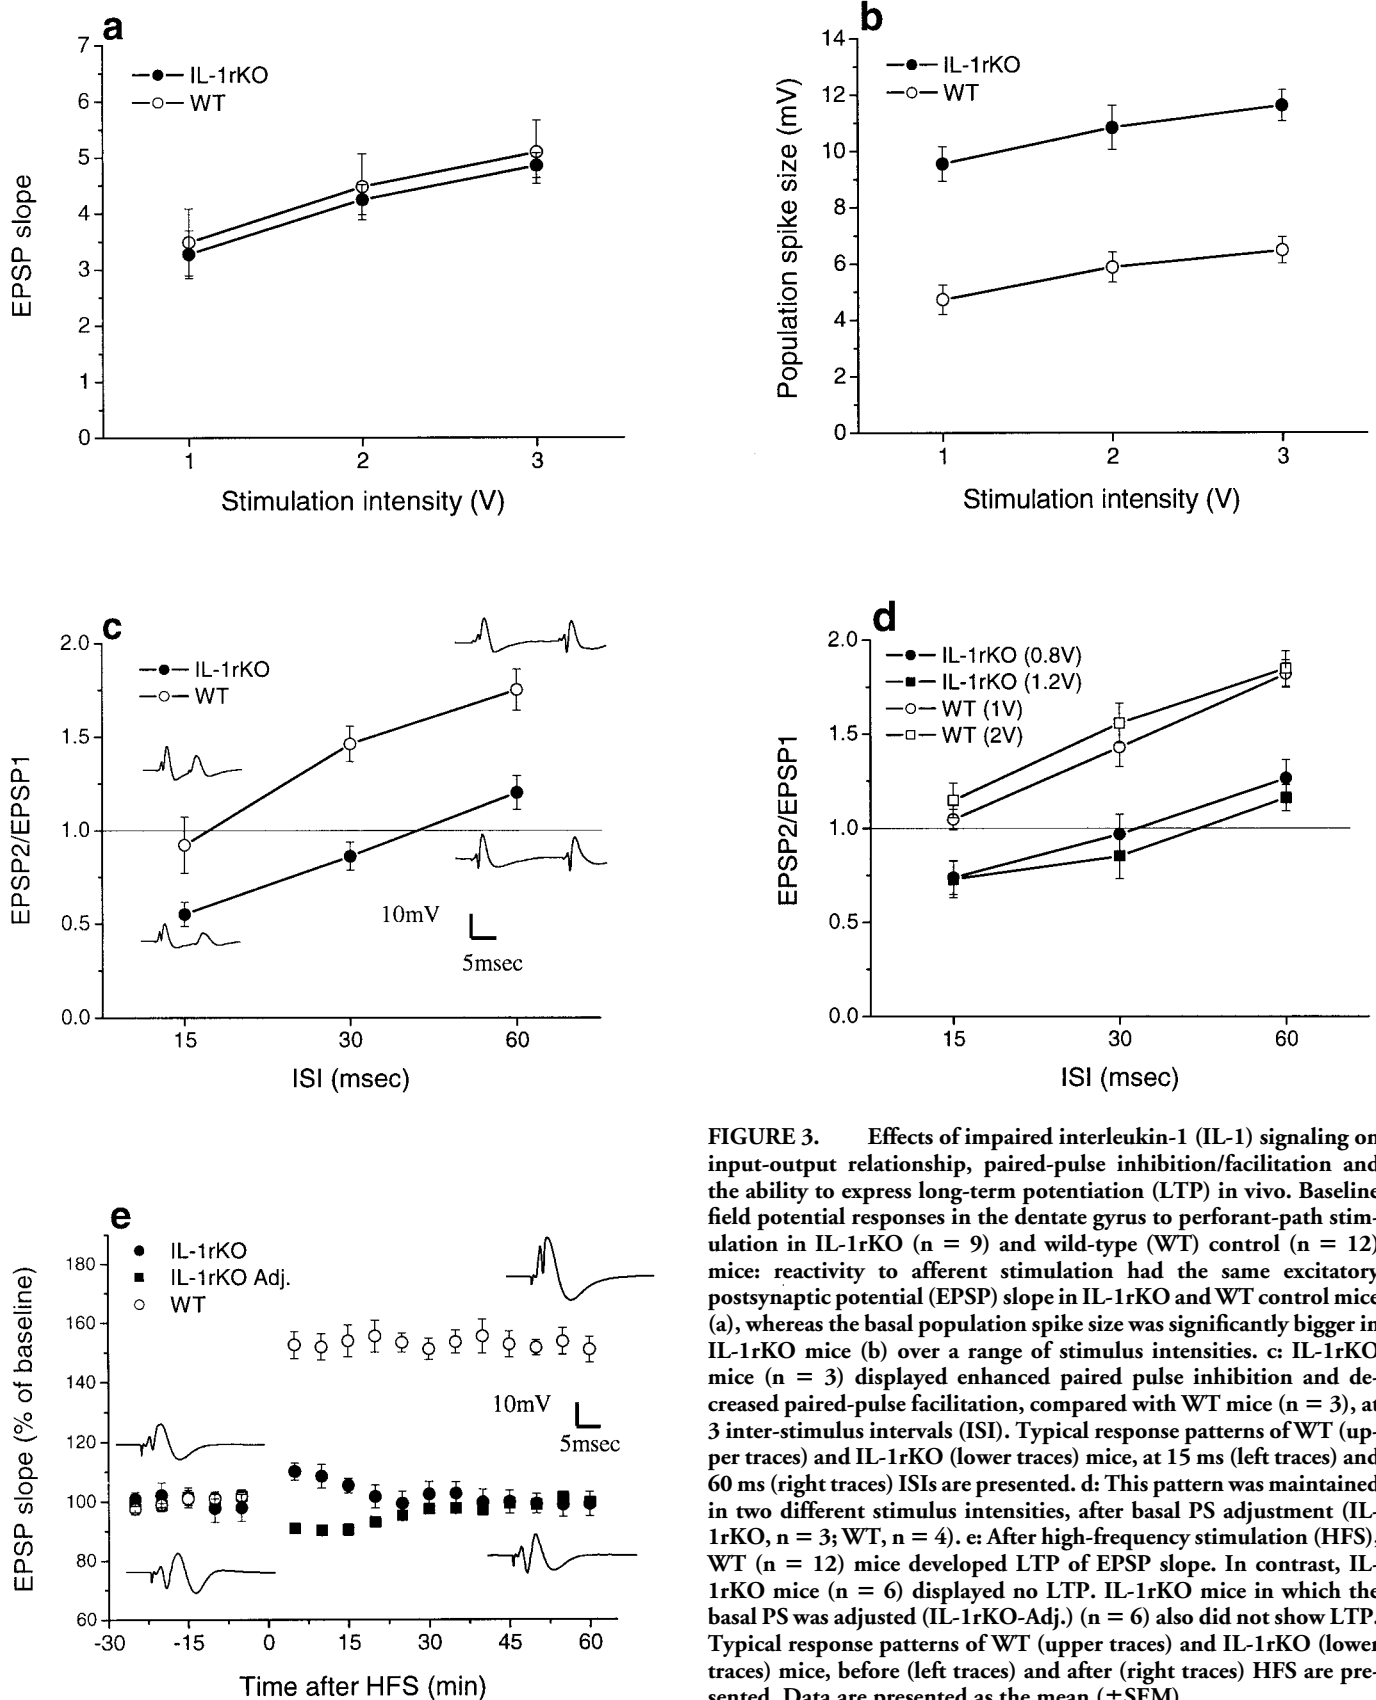 a
7
6
5
4
3
2
1
0
IL-1rKO
WT
EPSP slope
1 2 3
Stimulation intensity (V)
b
14
12
10
8
6
4
2
0
IL-1rKO
WT
Population spike size (mV)
1 2 3
Stimulation intensity (V)
c
2.0
1.5
1.0
0.5
0.0
IL-1rKO
WT
EPSP2/EPSP1
10mV
5msec
15 30 60
ISI (msec)
d
2.0
1.5
1.0
0.5
0.0
IL-1rKO (0.8V)
IL-1rKO (1.2V)
WT (1V)
WT (2V)
EPSP2/EPSP1
15 30 60
ISI (msec)
e
180
160
140
120
100
80
60
IL-1rKO
IL-1rKO Adj.
WT
EPSP slope (% of baseline)
10mV
5msec
-30 -15 0 15 30 45 60
Time after HFS (min)
FIGURE 3. Effects of impaired interleukin-1 (IL-1) signaling on
input-output relationship, paired-pulse inhibition/facilitation and
the ability to express long-term potentiation (LTP) in vivo. Baseline
field potential responses in the dentate gyrus to perforant-path stim-
ulation in IL-1rKO (n = 9) and wild-type (WT) control (n = 12)
mice: reactivity to afferent stimulation had the same excitatory
postsynaptic potential (EPSP) slope in IL-1rKO and WT control mice
(a), whereas the basal population spike size was significantly bigger in
IL-1rKO mice (b) over a range of stimulus intensities. c: IL-1rKO
mice (n = 3) displayed enhanced paired pulse inhibition and de-
creased paired-pulse facilitation, compared with WT mice (n = 3), at
3 inter-stimulus intervals (ISI). Typical response patterns of WT (up-
per traces) and IL-1rKO (lower traces) mice, at 15 ms (left traces) and
60 ms (right traces) ISIs are presented. d: This pattern was maintained
in two different stimulus intensities, after basal PS adjustment (IL-
1rKO, n = 3; WT, n = 4). e: After high-frequency stimulation (HFS),
WT (n = 12) mice developed LTP of EPSP slope. In contrast, IL-
1rKO mice (n = 6) displayed no LTP. IL-1rKO mice in which the
basal PS was adjusted (IL-1rKO-Adj.) (n = 6) also did not show LTP.
Typical response patterns of WT (upper traces) and IL-1rKO (lower
traces) mice, before (left traces) and after (right traces) HFS are pre-
sented. Data are presented as the mean (±SEM)